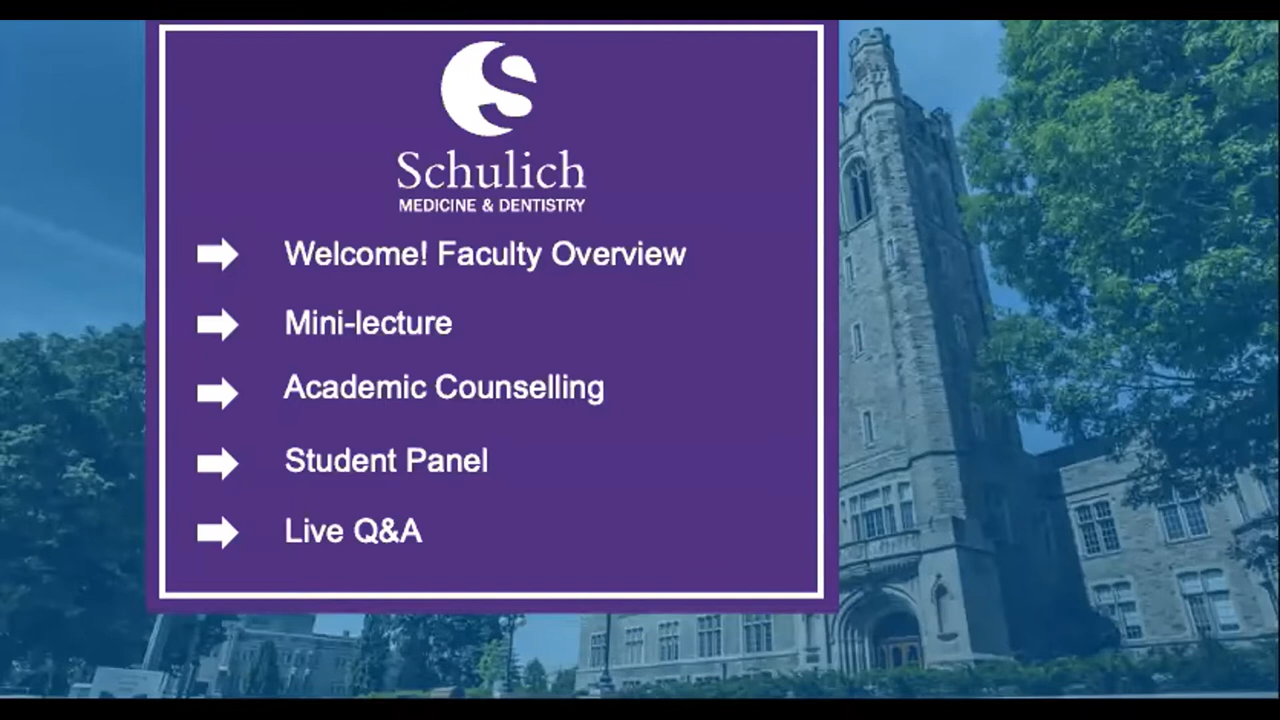 Schulich
MEDICINE & DENTISTRY
Welcome! Faculty Overview
Mini-lecture
Academic Counselling
Student Panel
Live Q&A